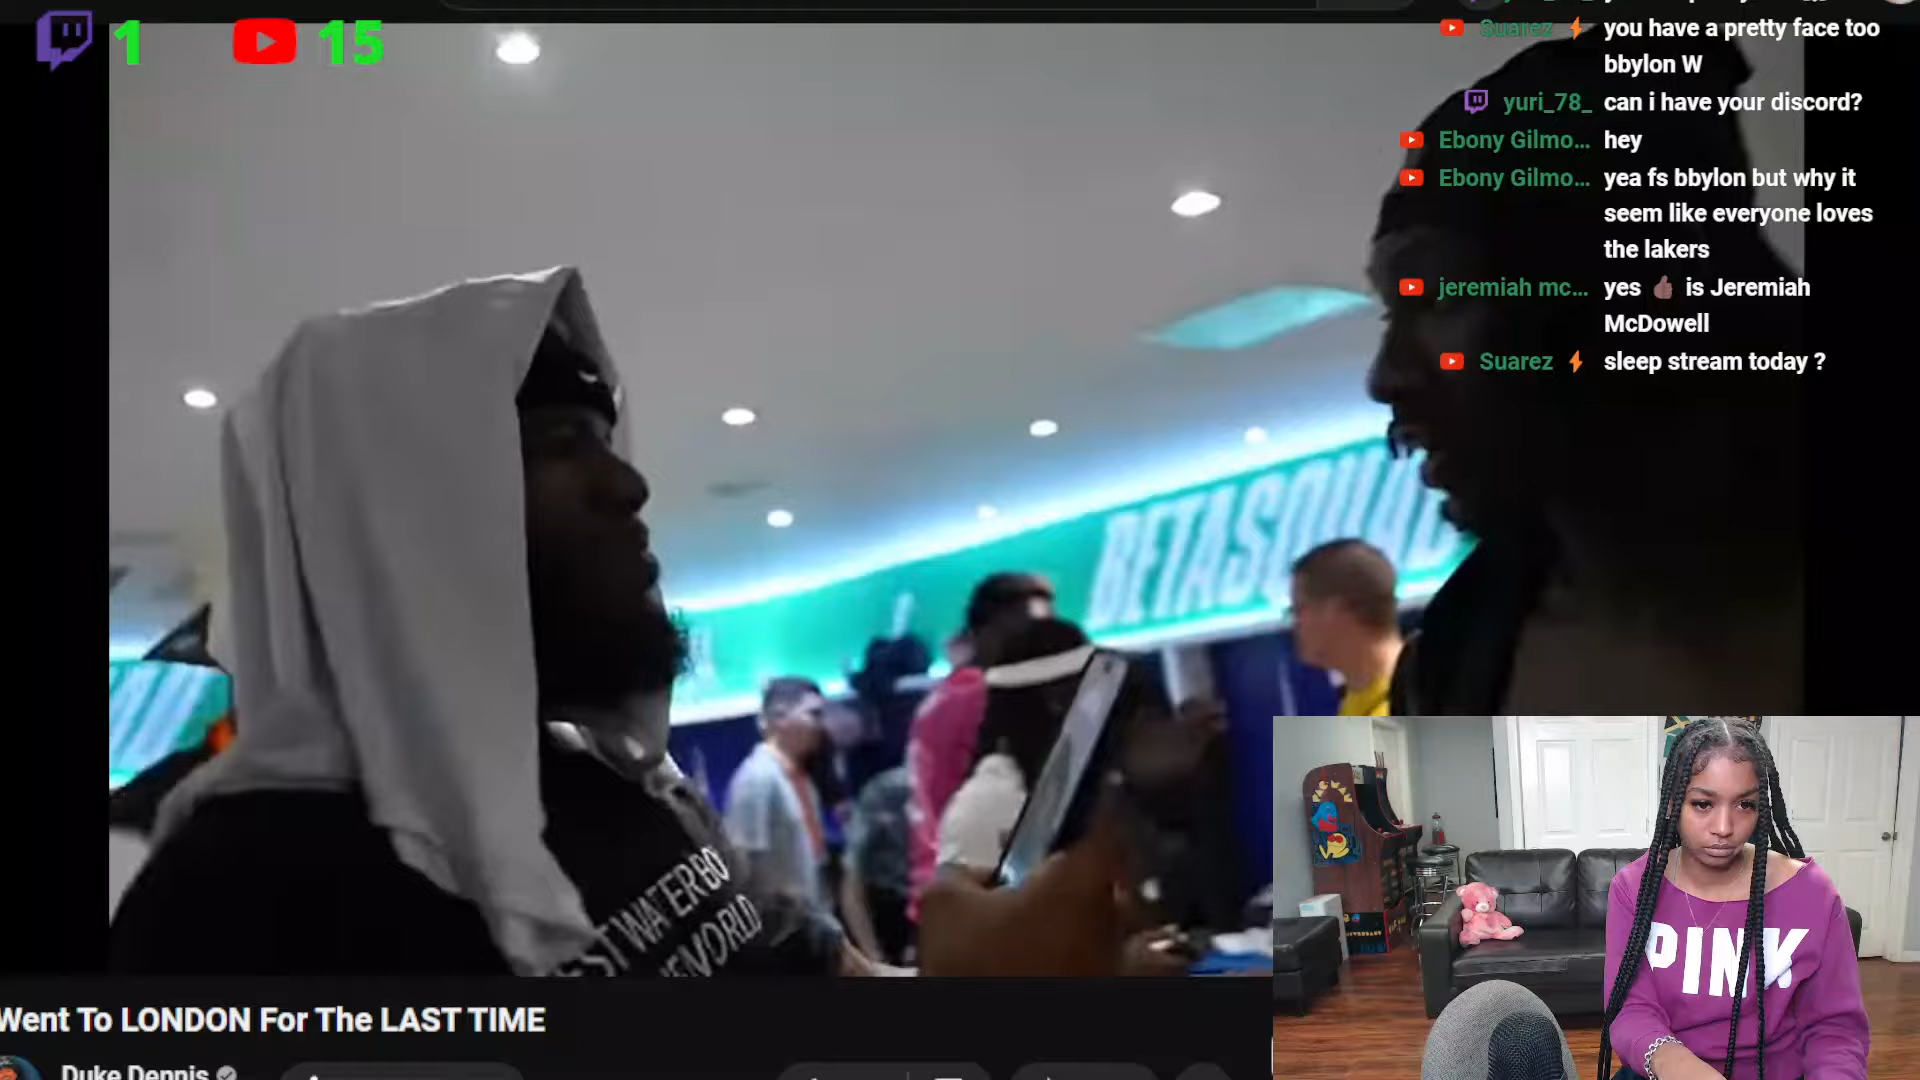 1 15
Suarez you have a pretty face too
bbylon W
yuri_78_ can i have your discord?
Ebony Gilmo... hey
Ebony Gilmo... yea fs bbylon but why it
seem like everyone loves
the lakers
jeremiah mc... yes 👍🏾 is Jeremiah
McDowell
Suarez sleep stream today ?
BETASQUAD
PAC-MAN
PINK
Went To LONDON For The LAST TIME
Duke Dennis